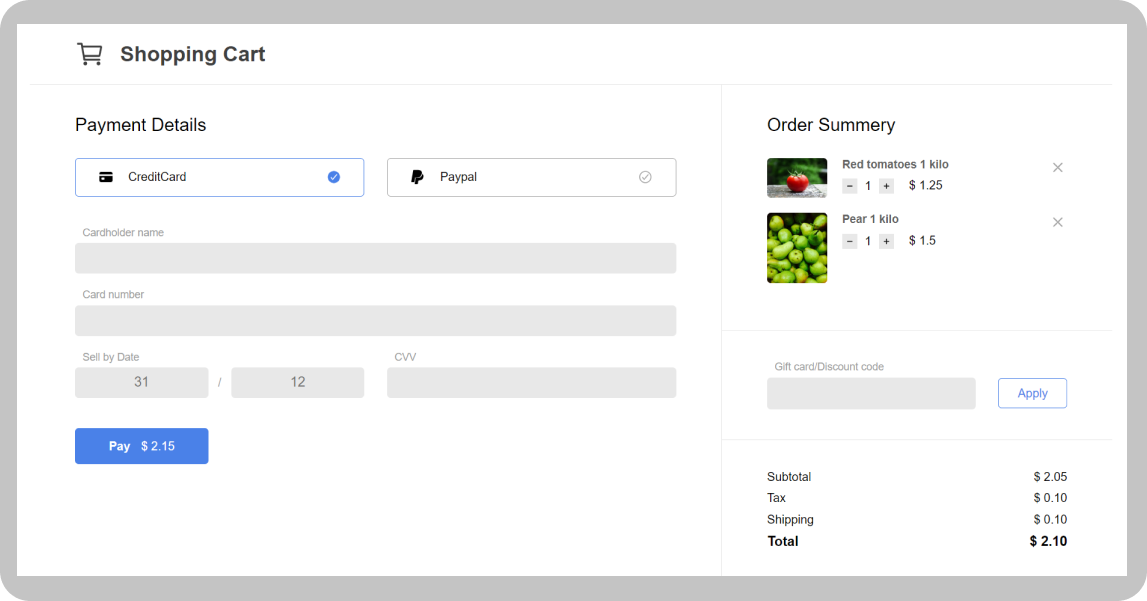 Shopping Cart
Payment Details
CreditCard
Paypal
Cardholder name
Card number
Sell by Date
CVV
31 / 12
Pay $ 2.15
Order Summery
Red tomatoes 1 kilo
− 1 + $ 1.25
Pear 1 kilo
− 1 + $ 1.5
Gift card/Discount code
Apply
Subtotal $ 2.05
Tax $ 0.10
Shipping $ 0.10
Total $ 2.10